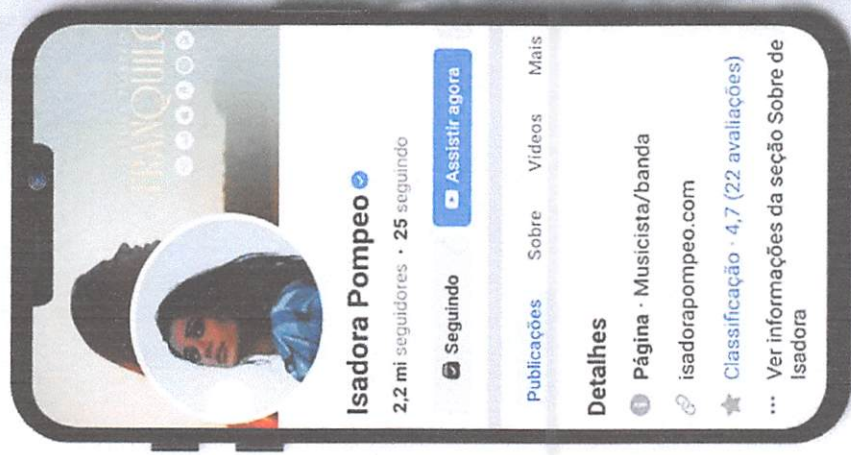 TRANQUILO
Isadora Pompeo
2,2 mi seguidores · 25 seguindo
Seguindo
Assistir agora
Publicações Sobre Vídeos Mais
Detalhes
Página · Musicista/banda
isadorapompeo.com
Classificação · 4,7 (22 avaliações)
... Ver informações da seção Sobre de
Isadora